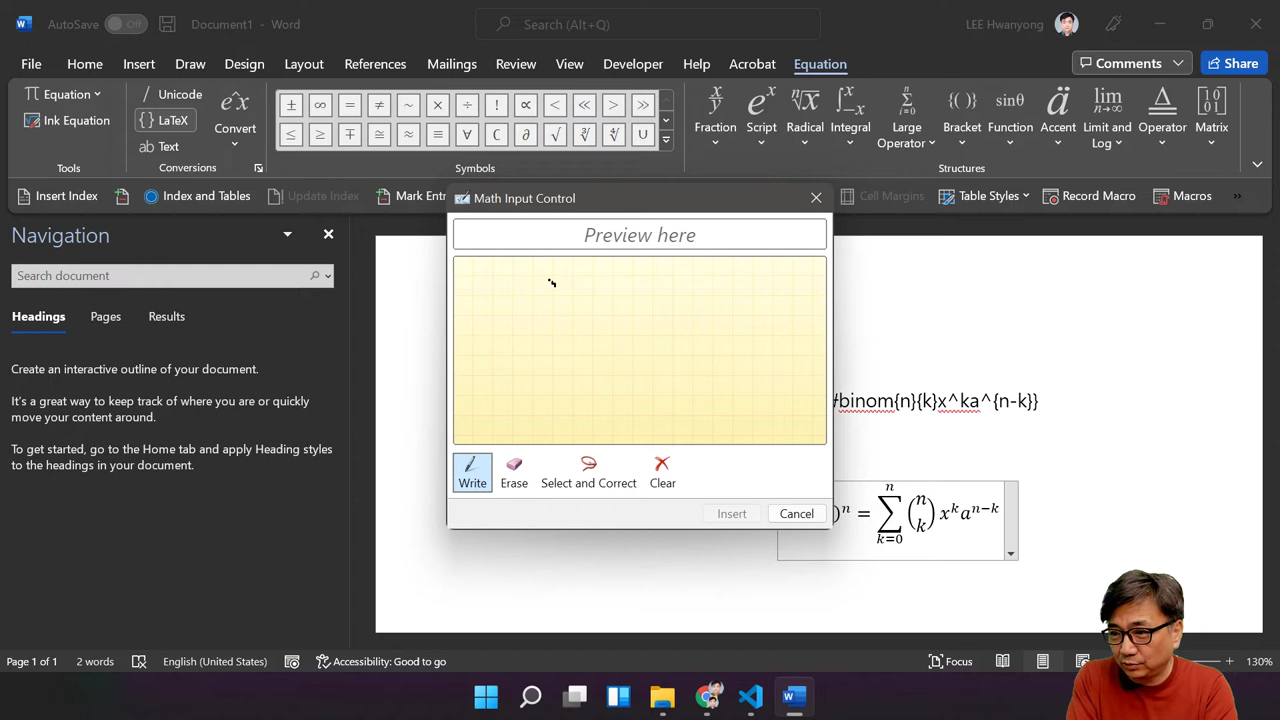 AutoSave Off Document1 - Word Search (Alt+Q) LEE Hwanyong
File Home Insert Draw Design Layout References Mailings Review View Developer Help Acrobat Equation Comments Share
π Equation Unicode eˣx ± ∞ = ≠ ~ × ÷ ! ∝ < ≪ > ≫
Ink Equation {} LaTeX Convert Fraction Script Radical Integral Large Operator Bracket Function Accent Limit and Log Operator Matrix
ab Text ≤ ≥ ∓ ≅ ≈ ≡ ∀ ∁ ∂ √ ∛ ∜ ∪
Tools Conversions Symbols Structures
Insert Index Index and Tables Update Index Mark Entr Cell Margins Table Styles Record Macro Macros
Math Input Control
Preview here
Navigation
Search document
Headings Pages Results
Create an interactive outline of your document.
It's a great way to keep track of where you are or quickly
move your content around.
To get started, go to the Home tab and apply Heading styles
to the headings in your document.
binom{n}{k}x^ka^{n-k}}
Write Erase Select and Correct Clear
Insert Cancel
)ⁿ = ∑ₖ₌₀ⁿ (n k) xᵏaⁿ⁻ᵏ
Page 1 of 1 2 words English (United States) Accessibility: Good to go Focus 130%